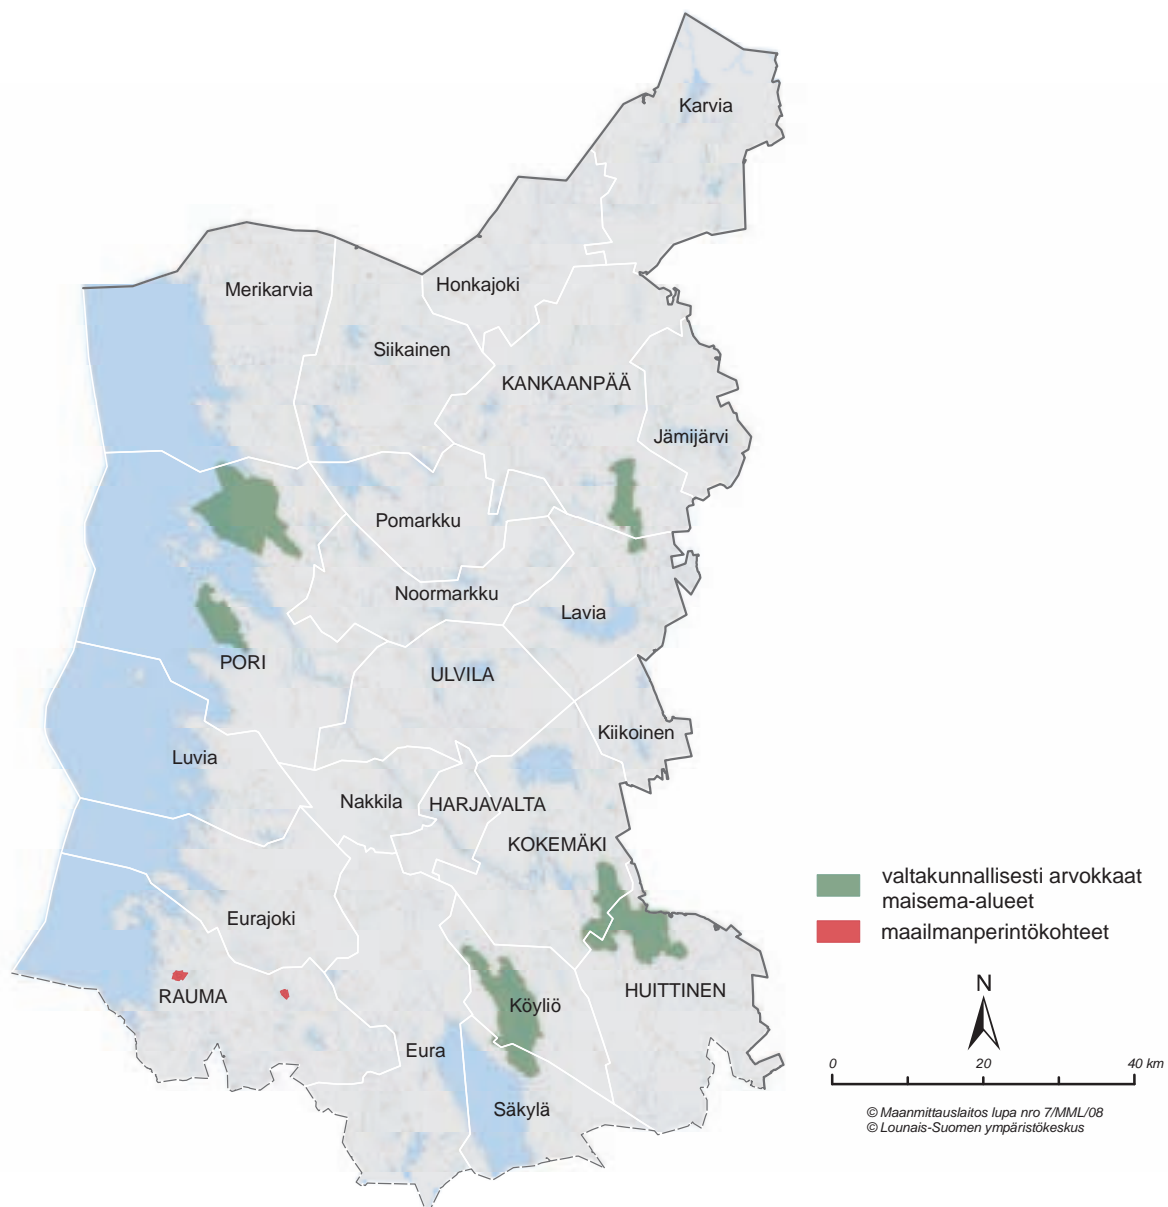 Karvia
Merikarvia
Honkajoki
Siikainen
KANKAANPÄÄ
Jämijärvi
Pomarkku
Noormarkku
Lavia
PORI
ULVILA
Kiikoinen
Luvia
Nakkila
HARJAVALTA
KOKEMÄKI
Eurajoki
RAUMA
Köyliö
HUITTINEN
Eura
Säkylä
valtakunnallisesti arvokkaat
maisema-alueet
maailmanperintökohteet
N
0 20 40 km
© Maanmittauslaitos lupa nro 7/MML/08
© Lounais-Suomen ympäristökeskus